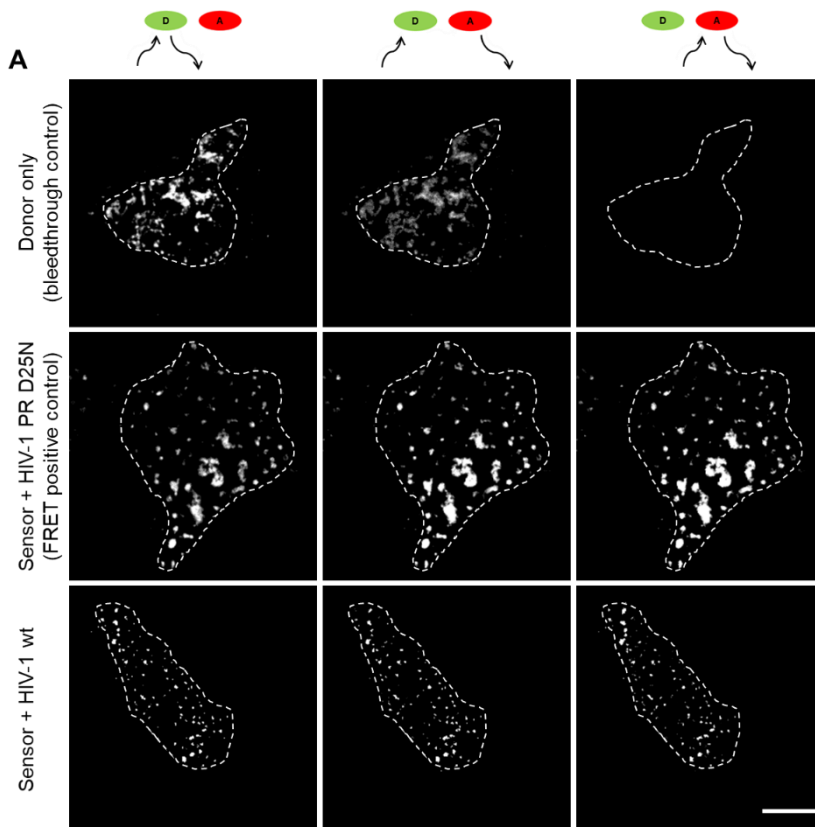 D A D A D A
A
Donor only
(bleedthrough control)
Sensor + HIV-1 PR D25N
(FRET positive control)
Sensor + HIV-1 wt